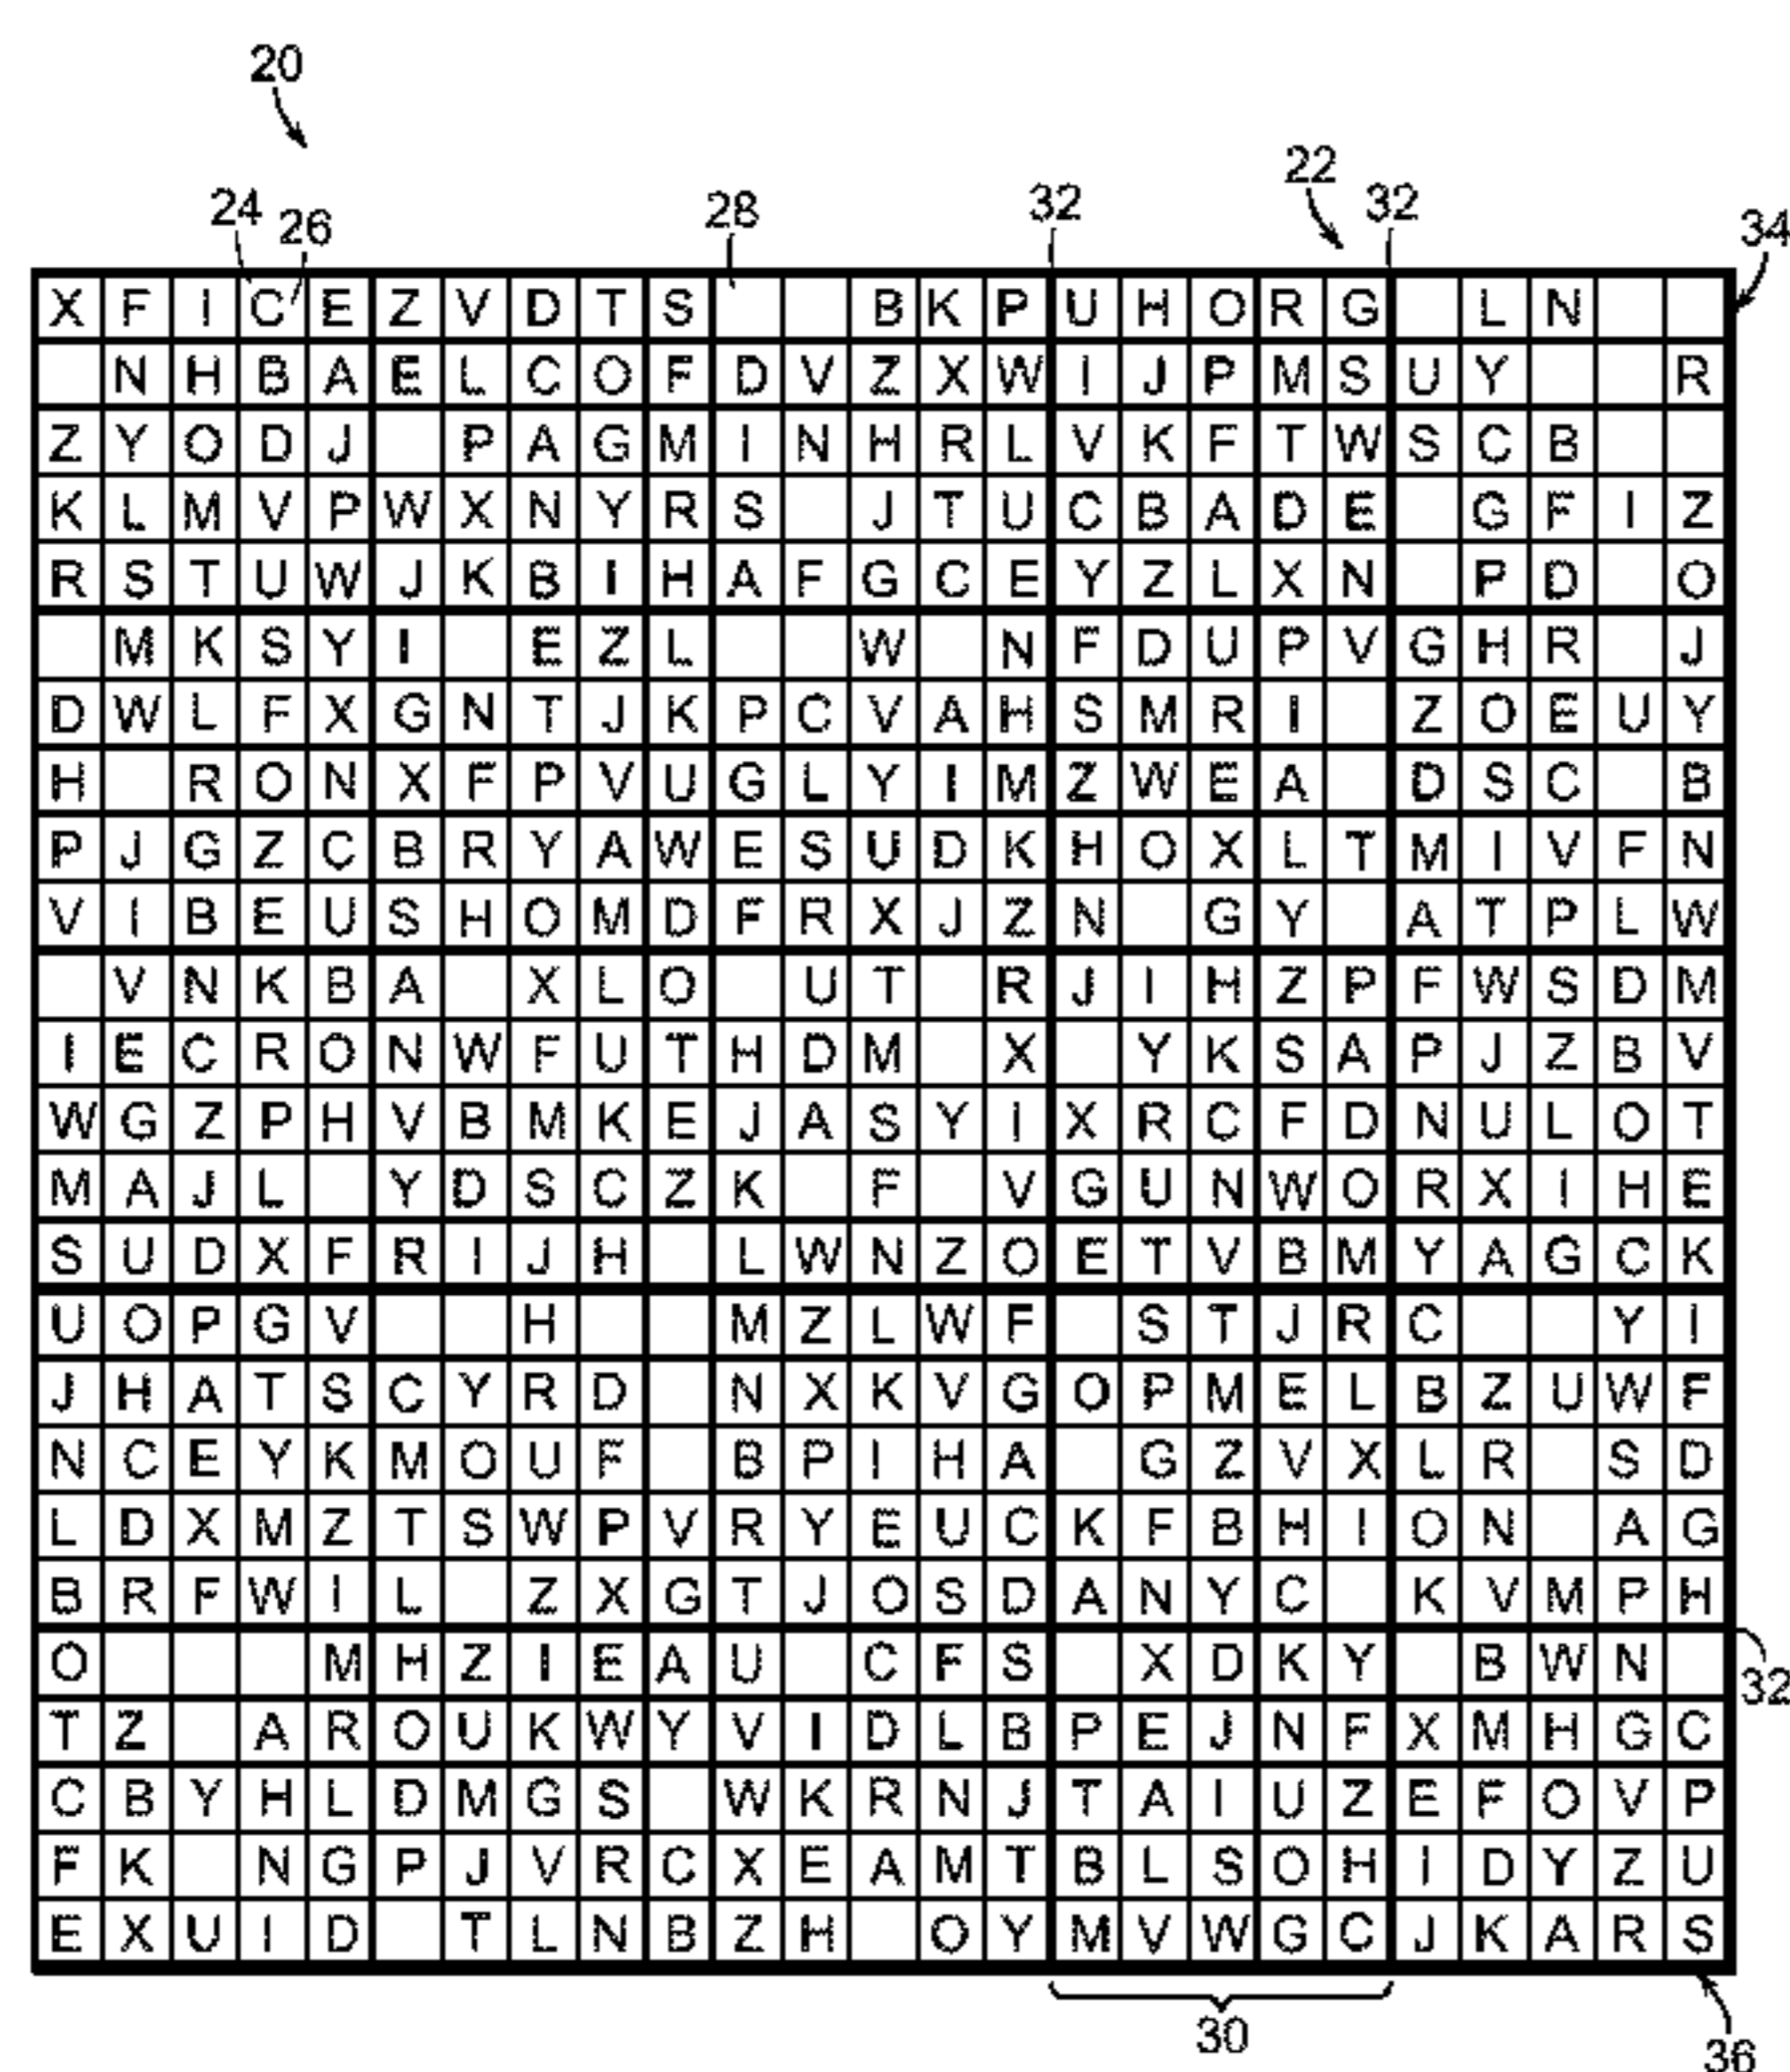 20
22
24 26 28 32 32 34
X F I C E Z V D T S B K P U H O R G L N
N H B A E L C O F D V Z X W I J P M S U Y R
Z Y O D J P A G M I N H R L V K F T W S C B
K L M V P W X N Y R S J T U C B A D E G F I Z
R S T U W J K B I H A F G C E Y Z L X N P D O
M K S Y I E Z L W N F D U P V G H R J
D W L F X G N T J K P C V A H S M R I Z O E U Y
H R O N X F P V U G L Y I M Z W E A D S C B
P J G Z C B R Y A W E S U D K H O X L T M I V F N
V I B E U S H O M D F R X J Z N G Y A T P L W
V N K B A X L O U T R J I H Z P F W S D M
I E C R O N W F U T H D M X Y K S A P J Z B V
W G Z P H V B M K E J A S Y I X R C F D N U L O T
M A J L Y D S C Z K F V G U N W O R X I H E
S U D X F R I J H L W N Z O E T V B M Y A G C K
U O P G V H M Z L W F S T J R C Y I
J H A T S C Y R D N X K V G O P M E L B Z U W F
N C E Y K M O U F B P I H A G Z V X L R S D
L D X M Z T S W P V R Y E U C K F B H I O N A G
B R F W I L Z X G T J O S D A N Y C K V M P H
O M H Z I E A U C F S X D K Y B W N
32
T Z A R O U K W Y V I D L B P E J N F X M H G C
C B Y H L D M G S W K R N J T A I U Z E F O V P
F K N G P J V R C X E A M T B L S O H I D Y Z U
E X U I D T L N B Z H O Y M V W G C J K A R S
30
36